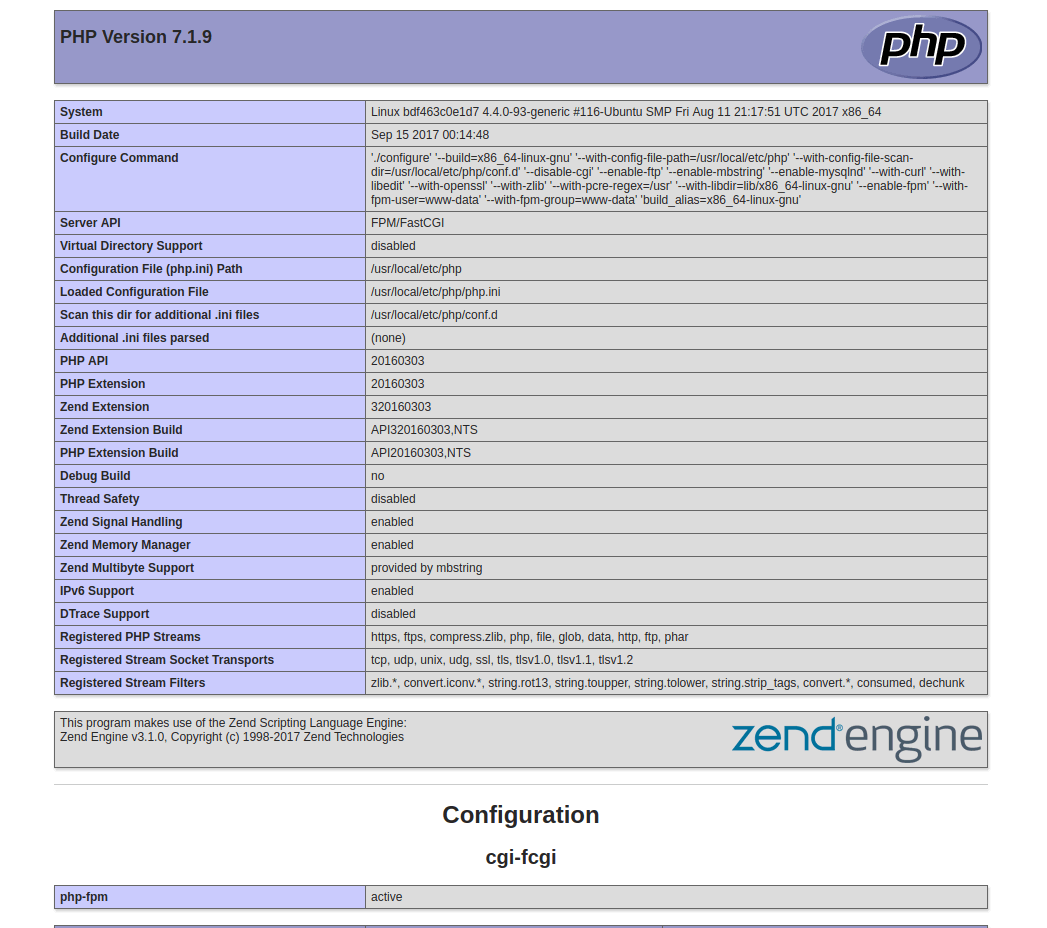 PHP Version 7.1.9
php
System Linux bdf463c0e1d7 4.4.0-93-generic #116-Ubuntu SMP Fri Aug 11 21:17:51 UTC 2017 x86_64
Build Date Sep 15 2017 00:14:48
Configure Command './configure' '--build=x86_64-linux-gnu' '--with-config-file-path=/usr/local/etc/php' '--with-config-file-scan-
dir=/usr/local/etc/php/conf.d' '--disable-cgi' '--enable-ftp' '--enable-mbstring' '--enable-mysqlnd' '--with-curl' '--with-
libedit' '--with-openssl' '--with-zlib' '--with-pcre-regex=/usr' '--with-libdir=lib/x86_64-linux-gnu' '--enable-fpm' '--with-
fpm-user=www-data' '--with-fpm-group=www-data' 'build_alias=x86_64-linux-gnu'
Server API FPM/FastCGI
Virtual Directory Support disabled
Configuration File (php.ini) Path /usr/local/etc/php
Loaded Configuration File /usr/local/etc/php/php.ini
Scan this dir for additional .ini files /usr/local/etc/php/conf.d
Additional .ini files parsed (none)
PHP API 20160303
PHP Extension 20160303
Zend Extension 320160303
Zend Extension Build API320160303,NTS
PHP Extension Build API20160303,NTS
Debug Build no
Thread Safety disabled
Zend Signal Handling enabled
Zend Memory Manager enabled
Zend Multibyte Support provided by mbstring
IPv6 Support enabled
DTrace Support disabled
Registered PHP Streams https, ftps, compress.zlib, php, file, glob, data, http, ftp, phar
Registered Stream Socket Transports tcp, udp, unix, udg, ssl, tls, tlsv1.0, tlsv1.1, tlsv1.2
Registered Stream Filters zlib.*, convert.iconv.*, string.rot13, string.toupper, string.tolower, string.strip_tags, convert.*, consumed, dechunk
This program makes use of the Zend Scripting Language Engine:
Zend Engine v3.1.0, Copyright (c) 1998-2017 Zend Technologies
zend®engine
Configuration
cgi-fcgi
php-fpm active